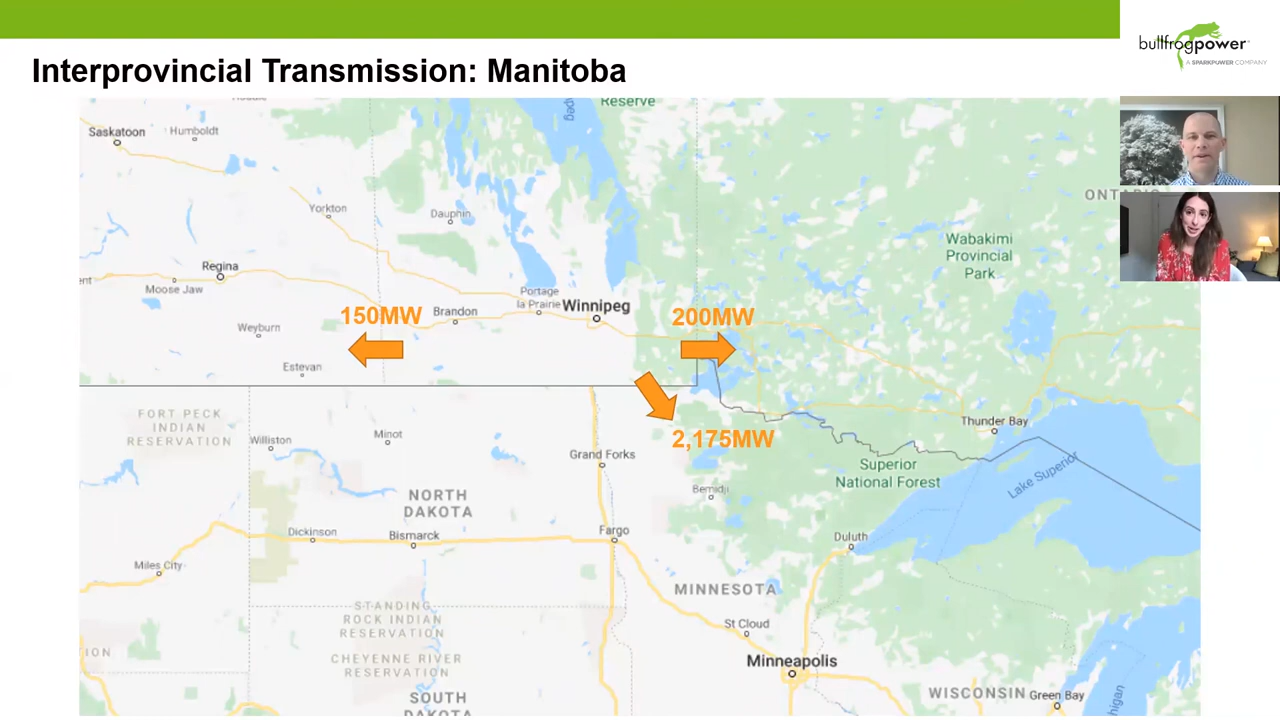 bullfrogpower
A SPARKPOWER COMPANY
Interprovincial Transmission: Manitoba
Reserve
Saskatoon
Humboldt
ONT
Yorkton
Dauphin
Wabakimi
Provincial
Park
Regina
Moose Jaw
Portage
la Prairie
Winnipeg
150MW
Brandon
200MW
Weyburn
Estevan
FORT PECK
INDIAN
RESERVATION
Williston
Minot
2,175MW
Thunder Bay
Grand Forks
Superior
National Forest
Lake Superior
Bemidji
NORTH
DAKOTA
Dickinson
Bismarck
Fargo
Duluth
Miles City
MINNESOTA
STANDING
ROCK INDIAN
RESERVATION
St Cloud
CHEYENNE RIVER
RESERVATION
Minneapolis
SOUTH
DAKOTA
WISCONSIN
Green Bay